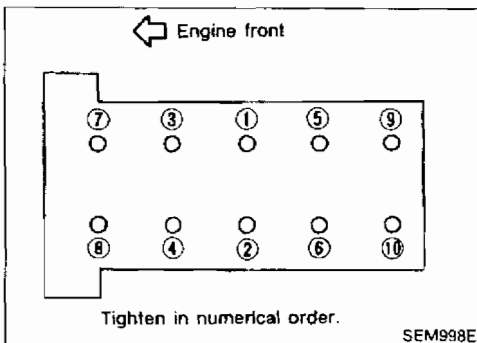 Engine front
⑦ ③ ① ⑤ ⑨
⑧ ④ ② ⑥ ⑩
Tighten in numerical order.
SEM998E